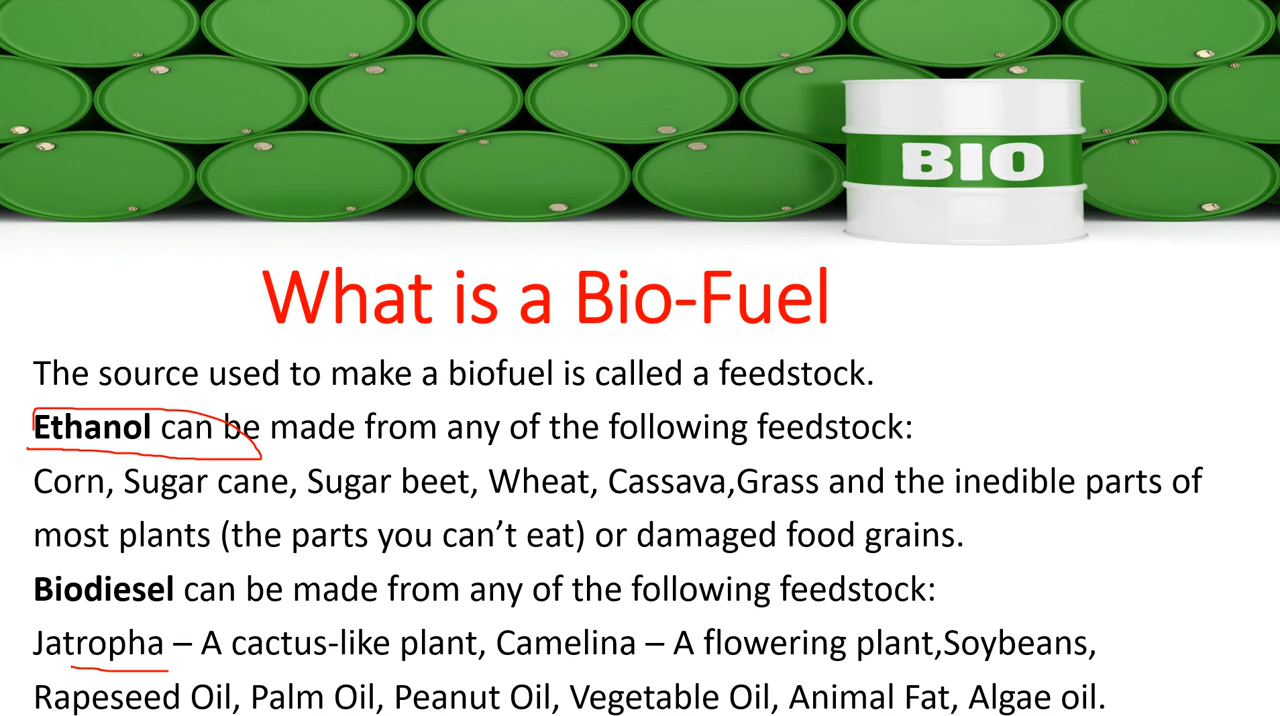 BIO
What is a Bio-Fuel
The source used to make a biofuel is called a feedstock.
Ethanol can be made from any of the following feedstock:
Corn, Sugar cane, Sugar beet, Wheat, Cassava,Grass and the inedible parts of
most plants (the parts you can’t eat) or damaged food grains.
Biodiesel can be made from any of the following feedstock:
Jatropha – A cactus-like plant, Camelina – A flowering plant,Soybeans,
Rapeseed Oil, Palm Oil, Peanut Oil, Vegetable Oil, Animal Fat, Algae oil.